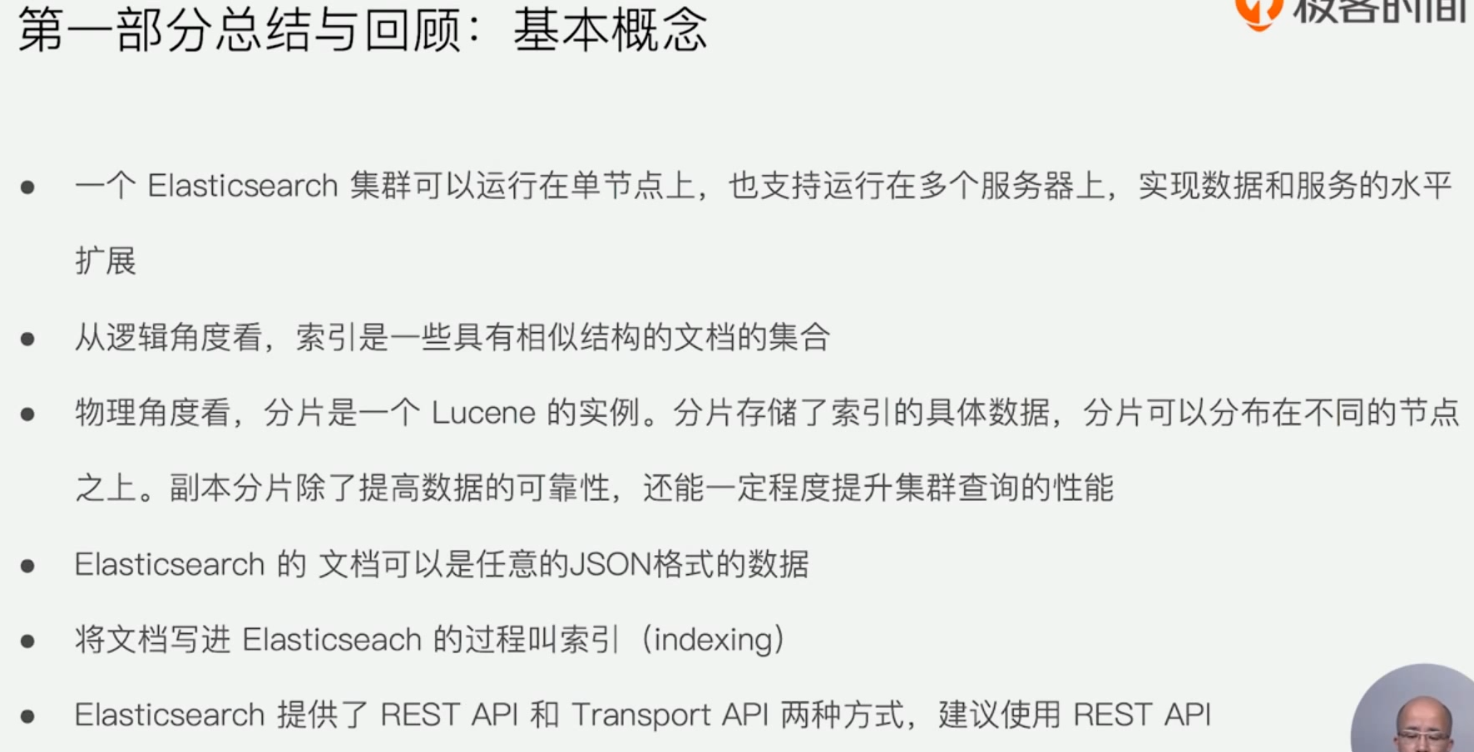 第一部分总结与回顾：基本概念
极客时间
● 一个 Elasticsearch 集群可以运行在单节点上，也支持运行在多个服务器上，实现数据和服务的水平
扩展
● 从逻辑角度看，索引是一些具有相似结构的文档的集合
● 物理角度看，分片是一个 Lucene 的实例。分片存储了索引的具体数据，分片可以分布在不同的节点
之上。副本分片除了提高数据的可靠性，还能一定程度提升集群查询的性能
● Elasticsearch 的 文档可以是任意的JSON格式的数据
● 将文档写进 Elasticseach 的过程叫索引（indexing）
● Elasticsearch 提供了 REST API 和 Transport API 两种方式，建议使用 REST API